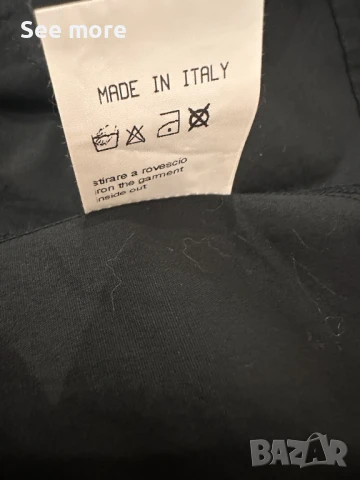 See more
MADE IN ITALY
stirare a rovescio
iron the garment
inside out
BAZAR